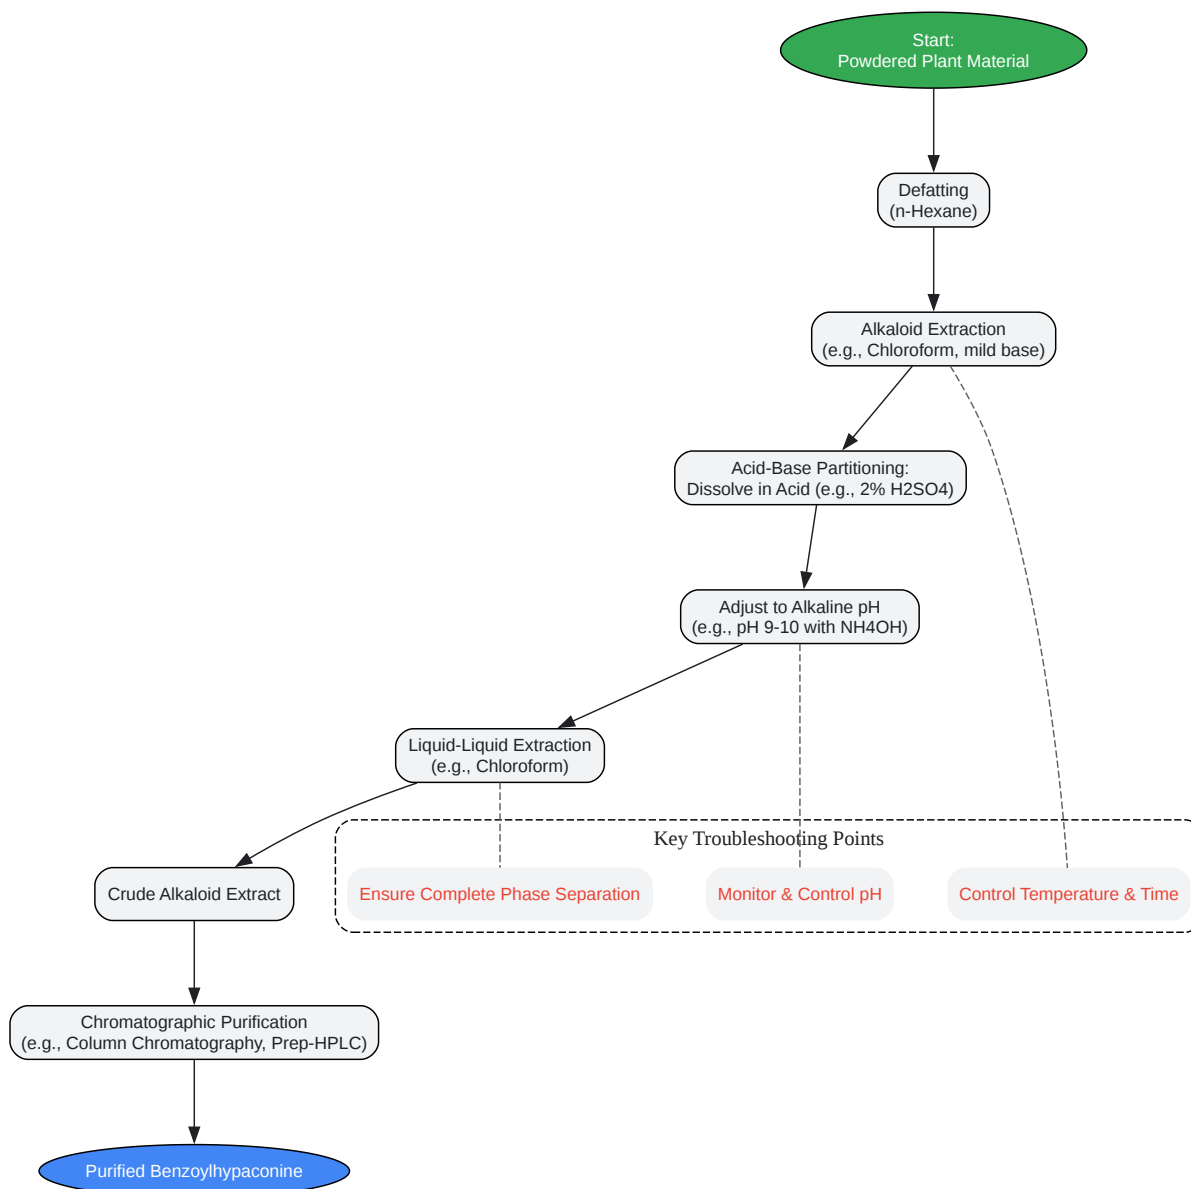 Start:
Powdered Plant Material
Defatting
(n-Hexane)
Alkaloid Extraction
(e.g., Chloroform, mild base)
Acid-Base Partitioning:
Dissolve in Acid (e.g., 2% H2SO4)
Adjust to Alkaline pH
(e.g., pH 9-10 with NH4OH)
Liquid-Liquid Extraction
(e.g., Chloroform)
Key Troubleshooting Points
Crude Alkaloid Extract
Ensure Complete Phase Separation
Monitor & Control pH
Control Temperature & Time
Chromatographic Purification
(e.g., Column Chromatography, Prep-HPLC)
Purified Benzoylhypaconine